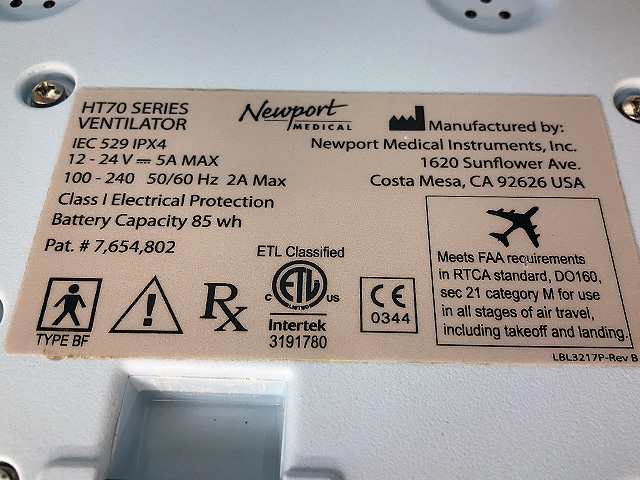 HT70 SERIES
VENTILATOR
IEC 529 IPX4
12 - 24 V ⎓ 5A MAX
100 - 240 50/60 Hz 2A Max
Class I Electrical Protection
Battery Capacity 85 wh
Pat. # 7,654,802
Newport
MEDICAL
Manufactured by:
Newport Medical Instruments, Inc.
1620 Sunflower Ave.
Costa Mesa, CA 92626 USA
TYPE BF
!
Rx
ETL Classified
C ETL US
Intertek
3191780
CE
0344
Meets FAA requirements
in RTCA standard, DO160,
sec 21 category M for use
in all stages of air travel,
including takeoff and landing.
LBL3217P-Rev B